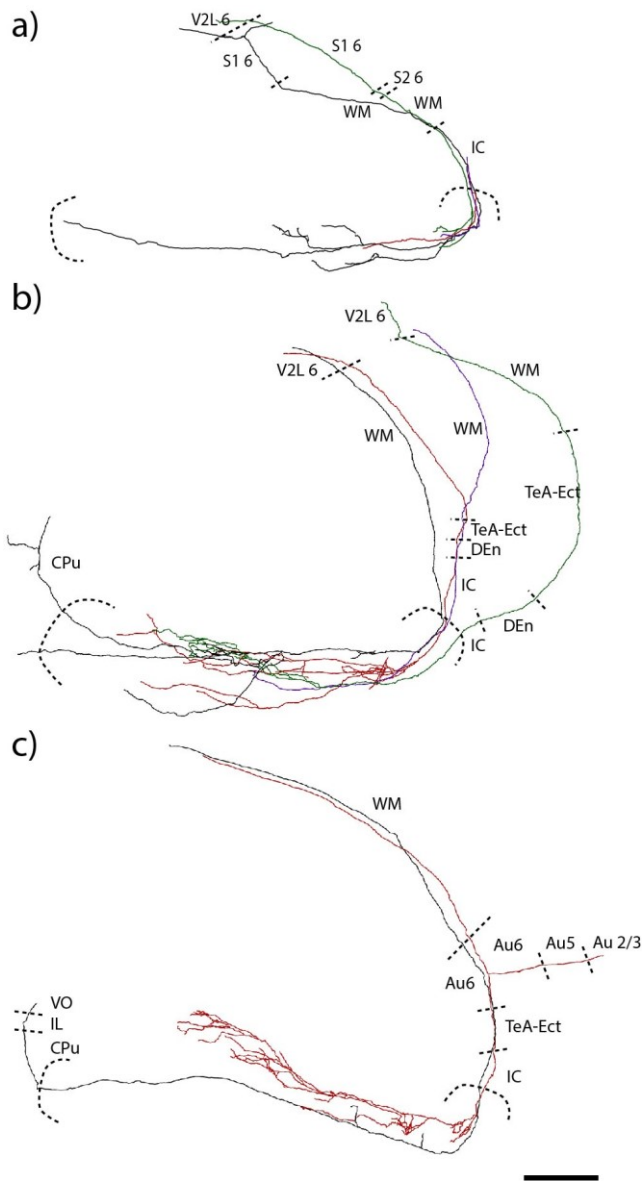 a)
V2L 6
S1 6
S1 6
S2 6
WM
WM
IC
b)
V2L 6
V2L 6
WM
WM
WM
TeA-Ect
TeA-Ect
DEn
CPu
IC
DEn
IC
c)
WM
Au6
Au5
Au 2/3
Au6
VO
IL
TeA-Ect
CPu
IC